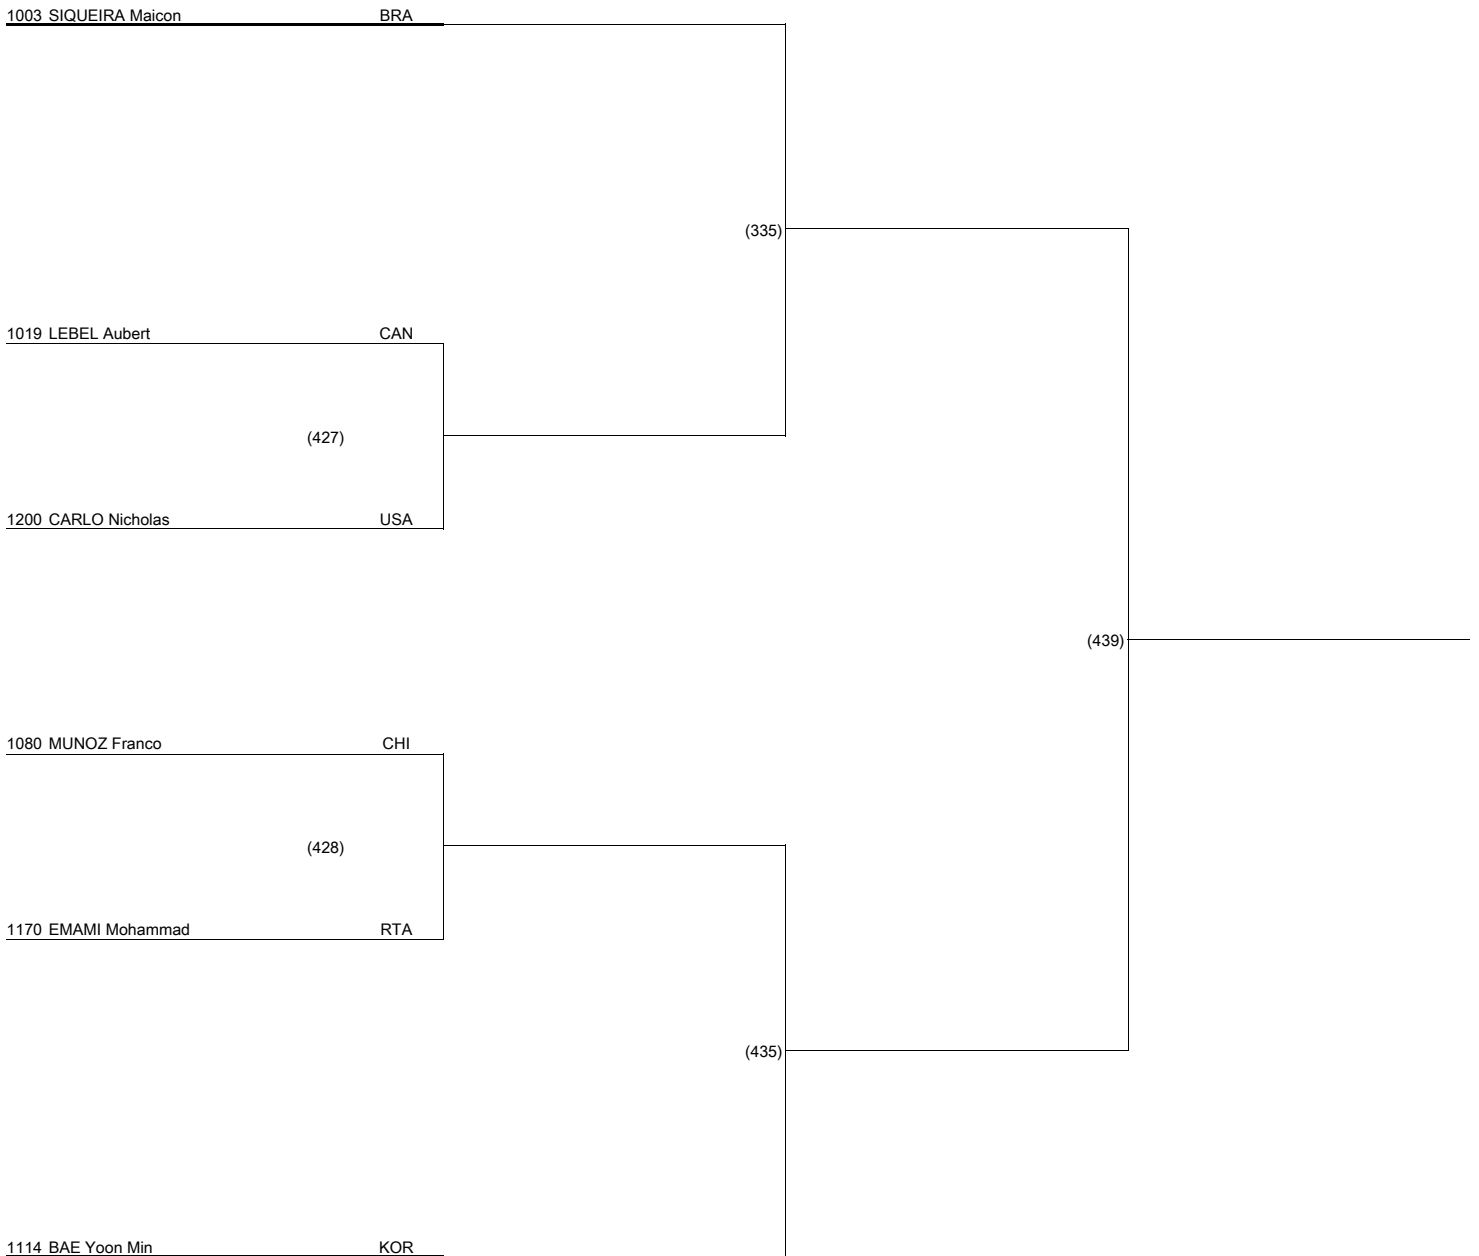 1003 SIQUEIRA Maicon BRA
(335)
1019 LEBEL Aubert CAN
(427)
1200 CARLO Nicholas USA
(439)
1080 MUNOZ Franco CHI
(428)
1170 EMAMI Mohammad RTA
(435)
1114 BAE Yoon Min KOR